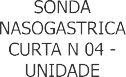 SONDA
NASOGASTRICA
CURTA N 04 -
UNIDADE